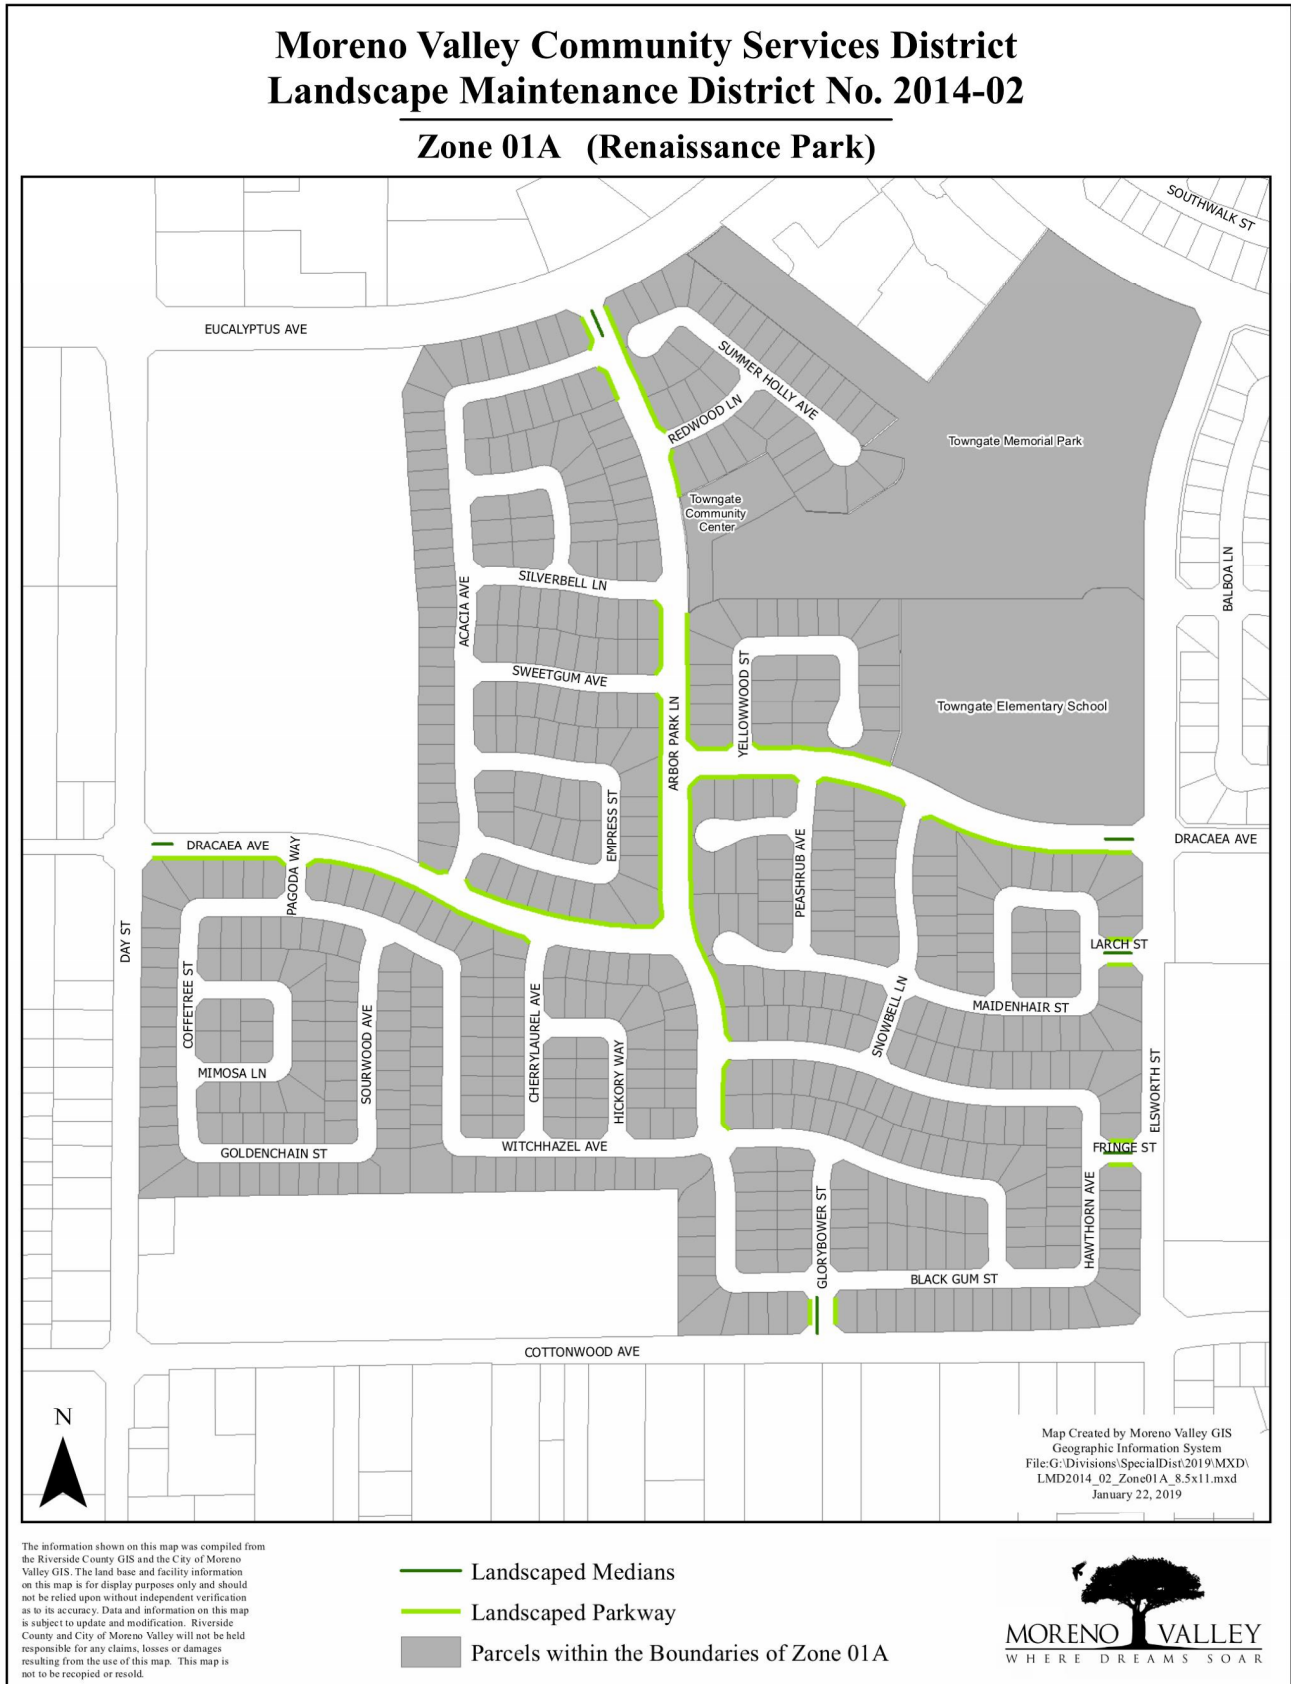 Moreno Valley Community Services District
Landscape Maintenance District No. 2014-02
Zone 01A (Renaissance Park)
SOUTHWALK ST
EUCALYPTUS AVE
SUMMER HOLLY AVE
REDWOOD LN
Towngate Memorial Park
Towngate
Community
Center
BALBOA LN
SILVERBELL LN
ACACIA AVE
SWEETGUM AVE
YELLOWWOOD ST
ARBOR PARK LN
Towngate Elementary School
EMPRESS ST
DRACAEA AVE
DRACAEA AVE
PAGODA WAY
PEASHRUB AVE
DAY ST
LARCH ST
COFFETREE ST
SOURWOOD AVE
CHERRYLAUREL AVE
HICKORY WAY
SNOWBELL LN
MAIDENHAIR ST
MIMOSA LN
ELSWORTH ST
GOLDENCHAIN ST
WITCHHAZEL AVE
FRINGE ST
GLORYBOWER ST
HAWTHORN AVE
BLACK GUM ST
COTTONWOOD AVE
N
Map Created by Moreno Valley GIS
Geographic Information System
File:G:\Divisions\SpecialDist\2019\MXD\
LMD2014_02_Zone01A_8.5x11.mxd
January 22, 2019
The information shown on this map was compiled from
the Riverside County GIS and the City of Moreno
Valley GIS. The land base and facility information
on this map is for display purposes only and should
not be relied upon without independent verification
as to its accuracy. Data and information on this map
is subject to update and modification. Riverside
County and City of Moreno Valley will not be held
responsible for any claims, losses or damages
resulting from the use of this map. This map is
not to be recopied or resold.
Landscaped Medians
Landscaped Parkway
Parcels within the Boundaries of Zone 01A
MORENO VALLEY
WHERE DREAMS SOAR